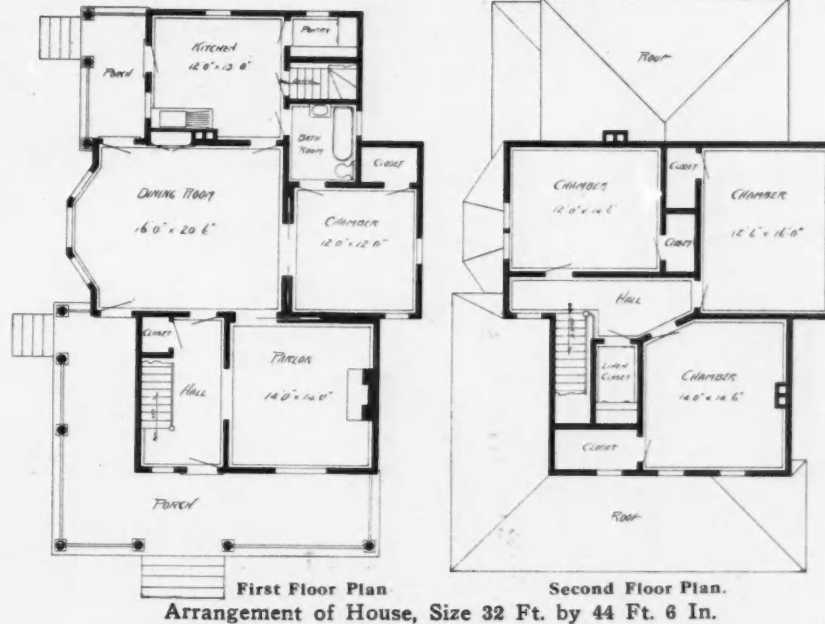 PANTRY
KITCHEN
12'0" x 13'0"
PORCH
BATH
ROOM
CLOSET
DINING ROOM
16'0" x 20'6"
CHAMBER
12'0" x 12'0"
CLOSET
HALL
PARLOR
14'0" x 14'0"
PORCH
First Floor Plan
ROOF
CHAMBER
12'0" x 14'6"
CLOSET
CLOSET
CHAMBER
12'6" x 16'0"
HALL
LINEN
CLOSET
CHAMBER
14'0" x 14'6"
CLOSET
ROOF
Second Floor Plan.
Arrangement of House, Size 32 Ft. by 44 Ft. 6 In.